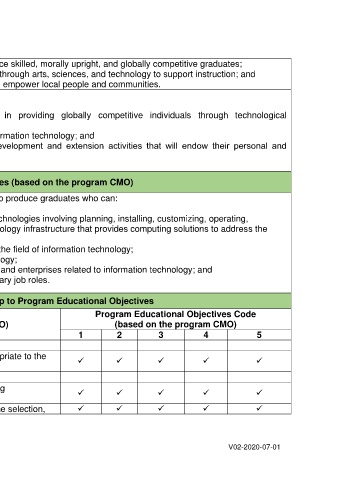 ce skilled, morally upright, and globally competitive graduates;
through arts, sciences, and technology to support instruction; and
empower local people and communities.
in providing globally competitive individuals through technological
rmation technology; and
evelopment and extension activities that will endow their personal and
es (based on the program CMO)
o produce graduates who can:
chnologies involving planning, installing, customizing, operating,
ology infrastructure that provides computing solutions to address the
the field of information technology;
ology;
and enterprises related to information technology; and
ary job roles.
p to Program Educational Objectives
Program Educational Objectives Code
O) (based on the program CMO)
1 2 3 4 5
priate to the ✓ ✓ ✓ ✓ ✓
g ✓ ✓ ✓ ✓ ✓
e selection, ✓ ✓ ✓ ✓ ✓
V02-2020-07-01